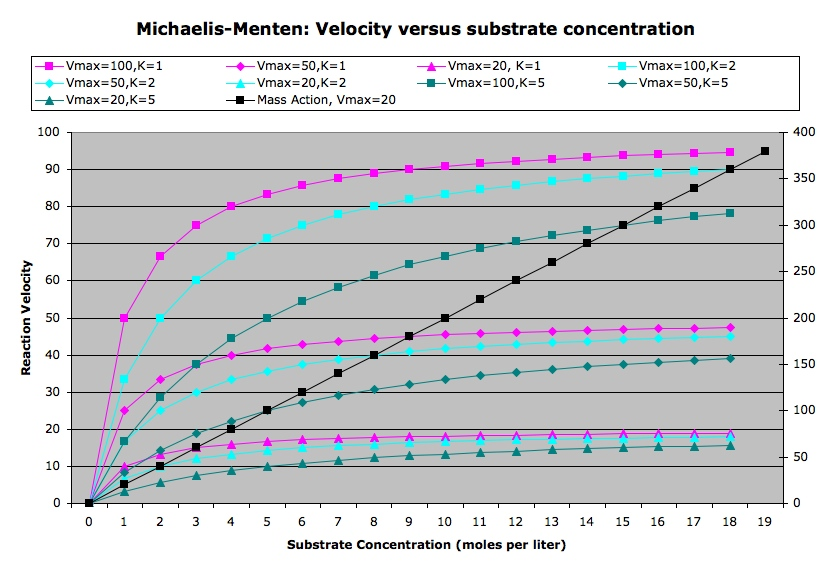 Michaelis-Menten: Velocity versus substrate concentration
Vmax=100,K=1 Vmax=50,K=1 Vmax=20, K=1 Vmax=100,K=2
Vmax=50,K=2 Vmax=20,K=2 Vmax=100,K=5 Vmax=50,K=5
Vmax=20,K=5 Mass Action, Vmax=20
100 400
90 350
80 300
70
60 250
50 200
40 150
30
20 100
10 50
0 0
Reaction Velocity
0 1 2 3 4 5 6 7 8 9 10 11 12 13 14 15 16 17 18 19
Substrate Concentration (moles per liter)